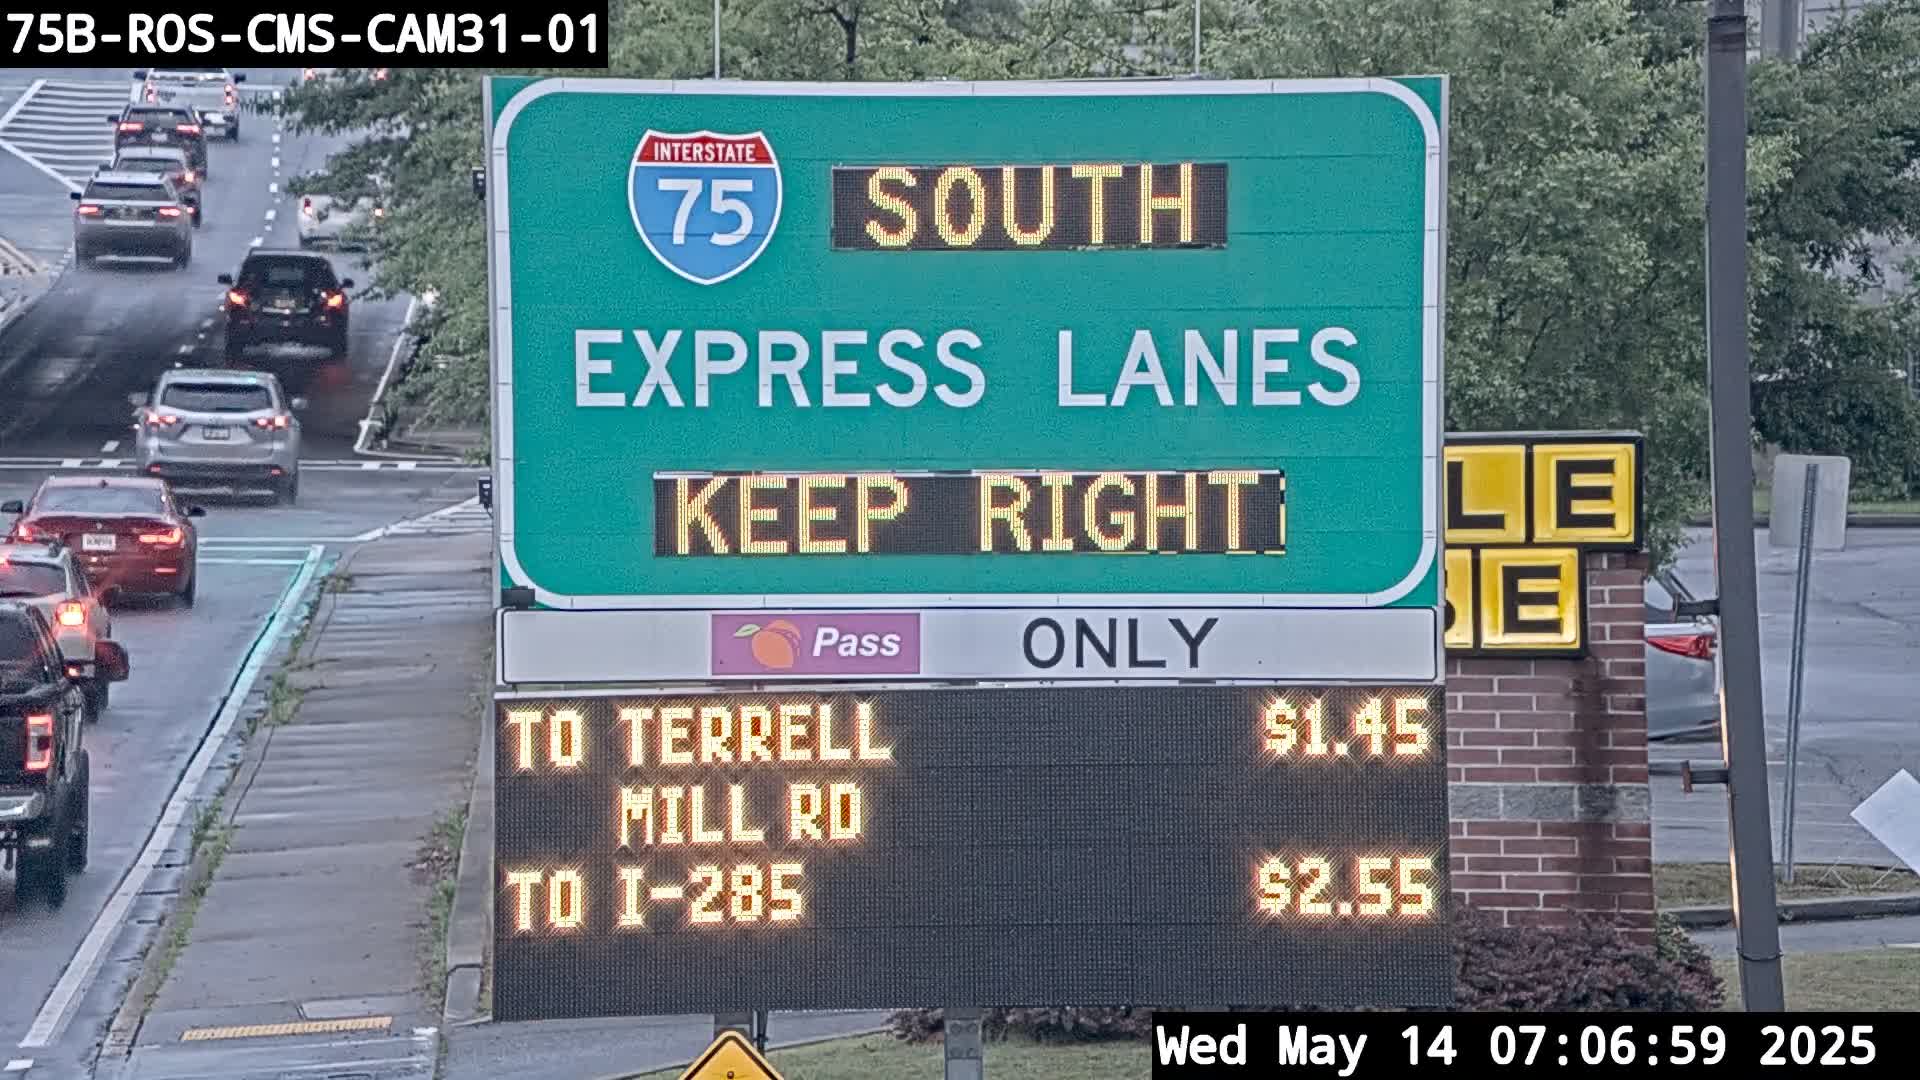 75B-ROS-CMS-CAM31-01
INTERSTATE
75
SOUTH
EXPRESS LANES
KEEP RIGHT
Pass ONLY
TO TERRELL $1.45
MILL RD
TO I-285 $2.55
LE
E
Wed May 14 07:06:59 2025